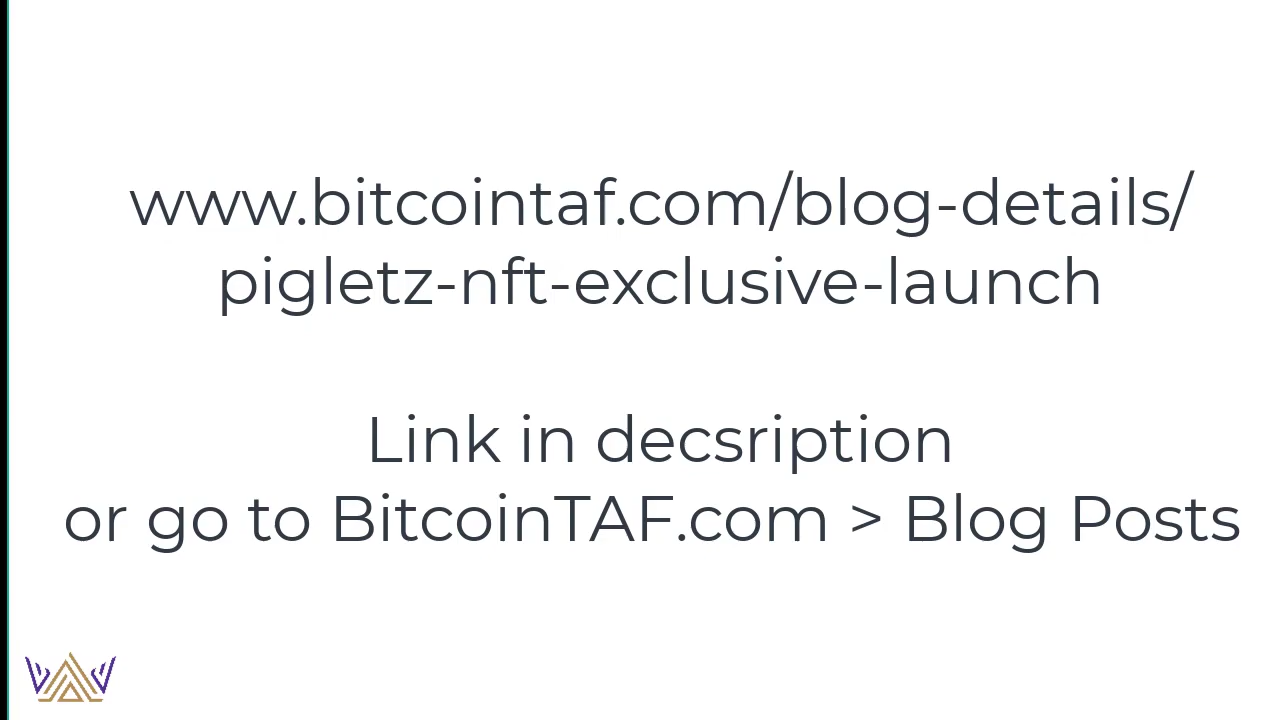 www.bitcointaf.com/blog-details/
pigletz-nft-exclusive-launch
Link in decsription
or go to BitcoinTAF.com > Blog Posts